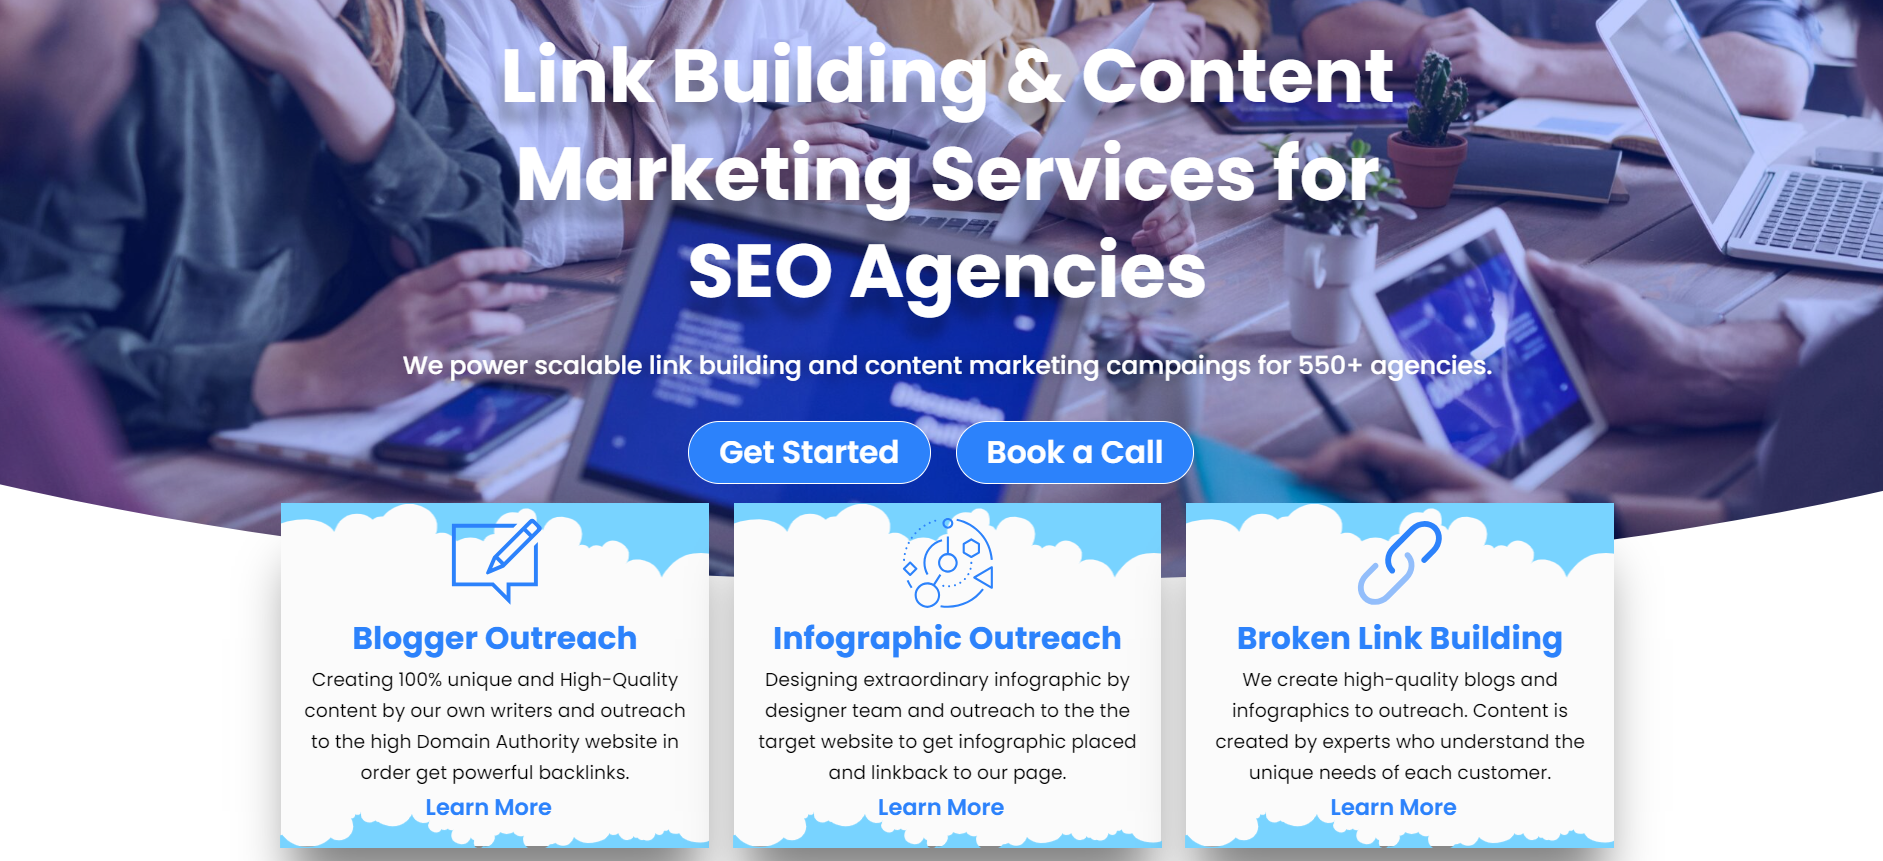 Link Building & Content
Marketing Services for
SEO Agencies
We power scalable link building and content marketing campaings for 550+ agencies.
Get Started
Book a Call
Blogger Outreach
Creating 100% unique and High-Quality
content by our own writers and outreach
to the high Domain Authority website in
order get powerful backlinks.
Learn More
Infographic Outreach
Designing extraordinary infographic by
designer team and outreach to the the
target website to get infographic placed
and linkback to our page.
Learn More
Broken Link Building
We create high-quality blogs and
infographics to outreach. Content is
created by experts who understand the
unique needs of each customer.
Learn More